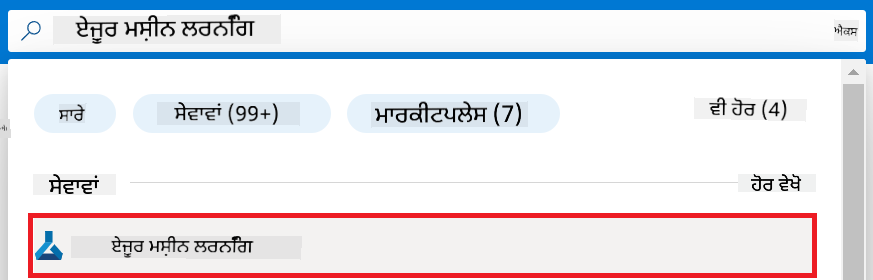 ਏਜੂਰ ਮਸ਼ੀਨ ਲਰਨਿੰਗ ਐਕਸ
ਸਾਰੇ ਸੇਵਾਵਾਂ (99+) ਮਾਰਕੀਟਪਲੇਸ (7) ਵੀ ਹੋਰ (4)
ਸੇਵਾਵਾਂ ਹੋਰ ਵੇਖੋ
ਏਜੂਰ ਮਸ਼ੀਨ ਲਰਨਿੰਗ